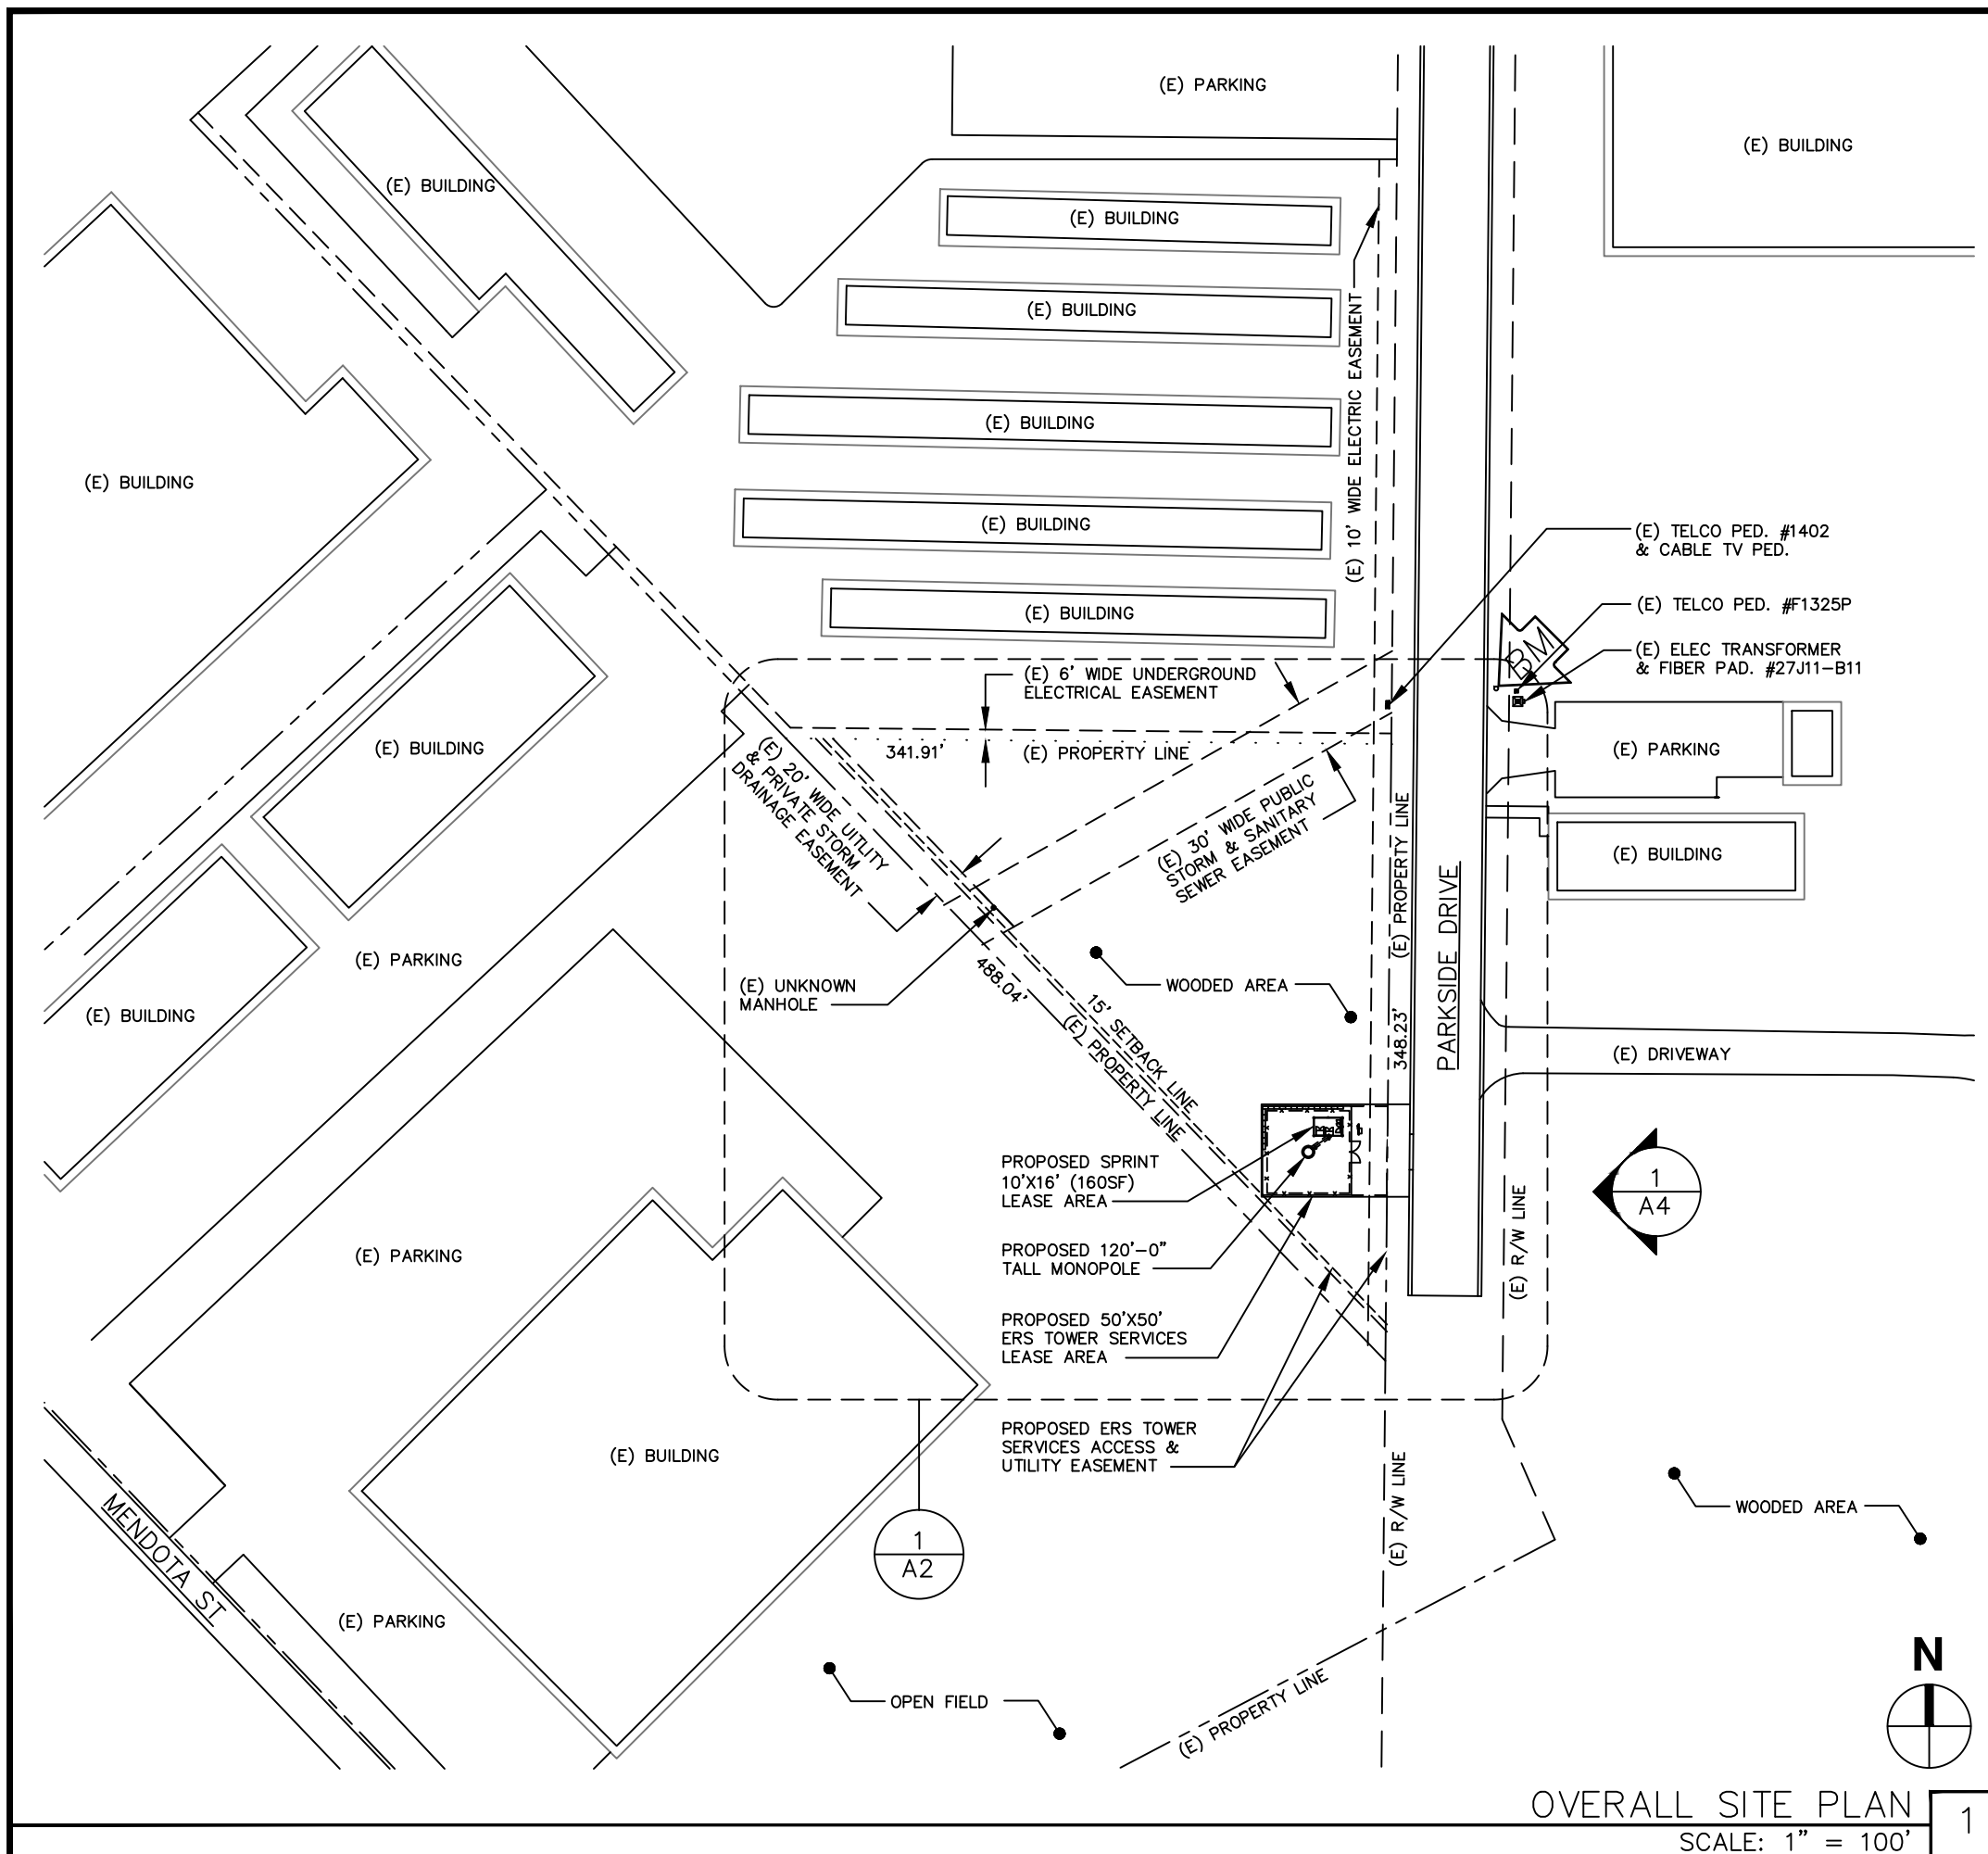 (E) PARKING
(E) BUILDING
(E) BUILDING
(E) BUILDING
(E) BUILDING
(E) BUILDING
(E) BUILDING
(E) BUILDING
(E) BUILDING
(E) 10' WIDE ELECTRIC EASEMENT
(E) TELCO PED. #1402
& CABLE TV PED.
(E) TELCO PED. #F1325P
(E) ELEC TRANSFORMER
& FIBER PAD. #27J11-B11
BM
(E) 6' WIDE UNDERGROUND
ELECTRICAL EASEMENT
341.91'
(E) PROPERTY LINE
(E) BUILDING
(E) PARKING
(E) 20' WIDE UITLITY
& PRIVATE STORM
DRAINAGE EASEMENT
(E) 30' WIDE PUBLIC
STORM & SANITARY
SEWER EASEMENT
(E) PROPERTY LINE
PARKSIDE DRIVE
(E) BUILDING
(E) PARKING
(E) UNKNOWN
MANHOLE
488.04'
WOODED AREA
(E) BUILDING
15' SETBACK LINE
(E) PROPERTY LINE
348.23'
(E) DRIVEWAY
PROPOSED SPRINT
10'X16' (160SF)
LEASE AREA
1
A4
(E) R/W LINE
(E) PARKING
PROPOSED 120'-0"
TALL MONOPOLE
PROPOSED 50'X50'
ERS TOWER SERVICES
LEASE AREA
PROPOSED ERS TOWER
SERVICES ACCESS &
UTILITY EASEMENT
(E) BUILDING
(E) R/W LINE
WOODED AREA
MENDOTA ST
1
A2
(E) PARKING
OPEN FIELD
(E) PROPERTY LINE
N
OVERALL SITE PLAN
1
SCALE: 1" = 100'